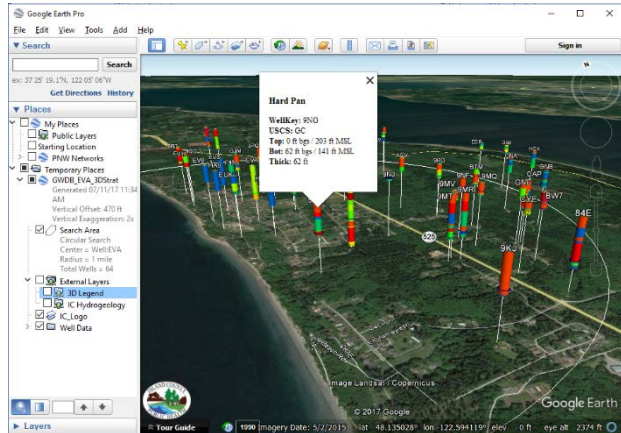 Google Earth Pro
File Edit View Tools Add Help
Search
Search
ex: 37 25' 19.1"N, 122 05' 06"W
Get Directions History
Places
My Places
Public Layers
Starting Location
PNW Networks
Temporary Places
GWDB_EVA_3DStrat
Generated 07/11/17 11:34
AM
Vertical Offset: 470 ft
Vertical Exaggeration: 2x
Search Area
Circular Search
Center = Well:EVA
Radius = 1 mile
Total Wells = 64
External Layers
3D Legend
IC Hydrogeology
IC_Logo
Well Data
Layers
Sign in
N
Hard Pan
WellKey: 9NO
USCS: GC
Top: 0 ft bgs / 203 ft MSL
Bot: 62 ft bgs / 141 ft MSL
Thick: 62 ft
9NJ
9RO
9MV
9MT
9MQ
CAP
BW7
84E
9KJ
525
Image Landsat / Copernicus
© 2017 Google
Google Earth
Tour Guide
1990
Imagery Date: 5/2/2015 lat 48.135028° lon -122.594119° elev 0 ft eye alt 2374 ft